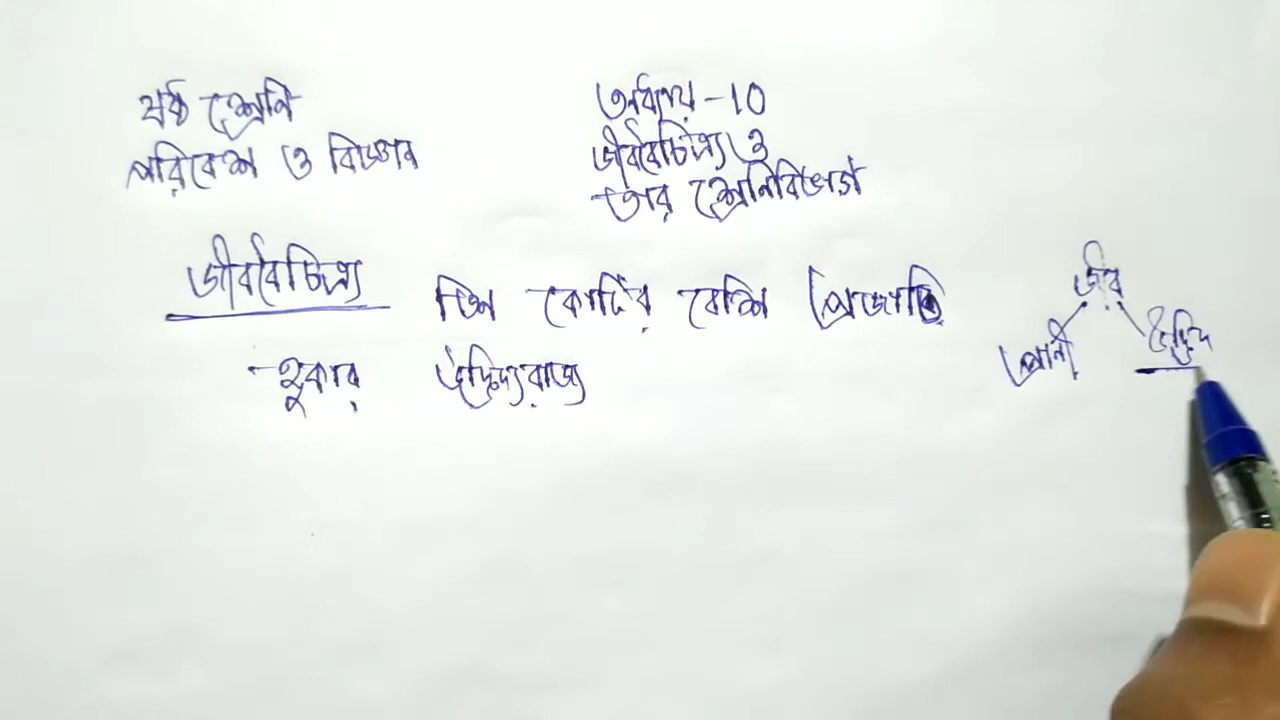 ষষ্ঠ শ্রেণি
পরিবেশ ও বিজ্ঞান
অধ্যায় - 10
জীববৈচিত্র্য ও
তার শ্রেণিবিভাগ
জীববৈচিত্র্য
তিন কোটির বেশি প্রজাতি
থুকার উদ্ভিদরাজ্য
জীব
প্রাণী উদ্ভিদ